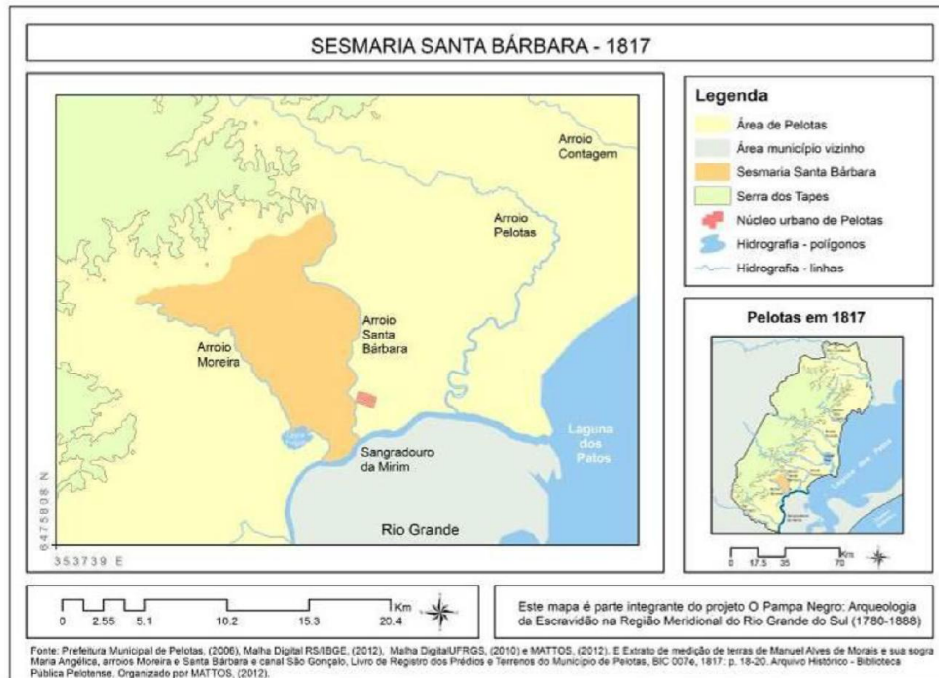 SESMARIA SANTA BÁRBARA - 1817
Arroio
Contagem
Arroio
Pelotas
Arroio
Santa
Bárbara
Arroio
Moreira
Laguna
dos
Patos
Sangradouro
da Mirim
Rio Grande
6475808 N
353739 E
Legenda
Área de Pelotas
Área município vizinho
Sesmaria Santa Bárbara
Serra dos Tapes
Núcleo urbano de Pelotas
Hidrografia - polígonos
Hidrografia - linhas
Pelotas em 1817
Laguna dos Patos
Km
0 17.5 35 70
Km
0 2.55 5.1 10.2 15.3 20.4
Este mapa é parte integrante do projeto O Pampa Negro: Arqueologia
da Escravidão na Região Meridional do Rio Grande do Sul (1780-1888)
Fonte: Prefeitura Municipal de Pelotas, (2006), Malha Digital RS/IBGE, (2012), Malha Digital/UFRGS, (2010) e MATTOS, (2012). E Extrato de medição de terras de Manuel Alves de Morais e sua sogra
Maria Angélica, arroios Moreira e Santa Bárbara e canal São Gonçalo, Livro de Registro dos Prédios e Terrenos do Município de Pelotas, BIC 007e, 1817: p. 18-20. Arquivo Histórico - Biblioteca
Pública Pelotense. Organizado por MATTOS, (2012).